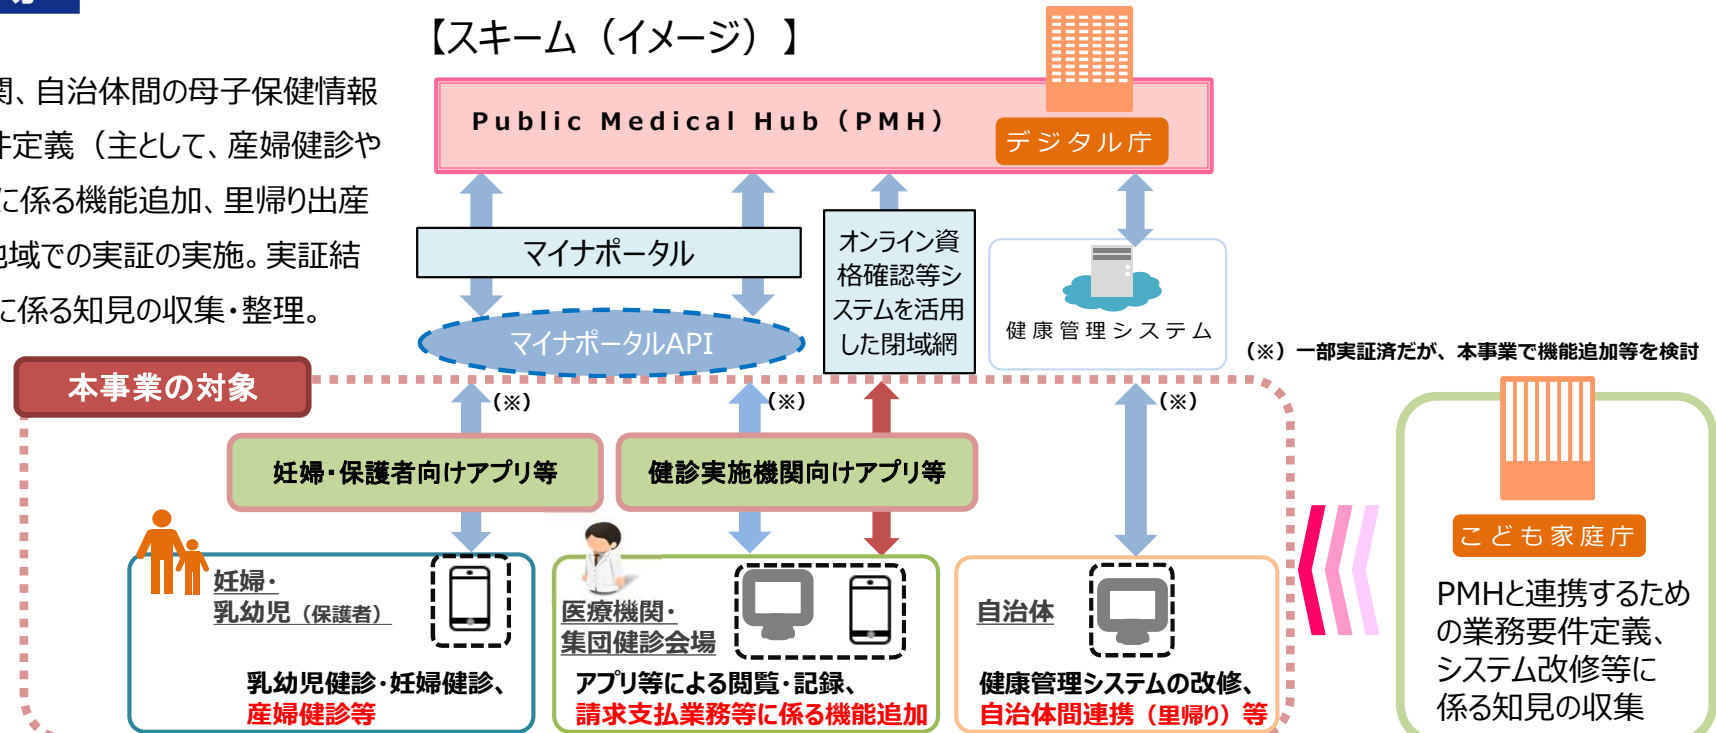 【スキーム（イメージ）】
関、自治体間の母子保健情報
件定義（主として、産婦健診や
に係る機能追加、里帰り出産
地域での実証の実施。実証結
に係る知見の収集・整理。
Public Medical Hub（PMH）
デジタル庁
マイナポータル
マイナポータルAPI
オンライン資
格確認等シ
ステムを活用
した閉域網
健康管理システム
（※）一部実証済だが、本事業で機能追加等を検討
本事業の対象
（※）
（※）
（※）
妊婦・保護者向けアプリ等
健診実施機関向けアプリ等
妊婦・
乳幼児（保護者）
乳幼児健診・妊婦健診、
産婦健診等
医療機関・
集団健診会場
アプリ等による閲覧・記録、
請求支払業務等に係る機能追加
自治体
健康管理システムの改修、
自治体間連携（里帰り）等
こども家庭庁
PMHと連携するため
の業務要件定義、
システム改修等に
係る知見の収集